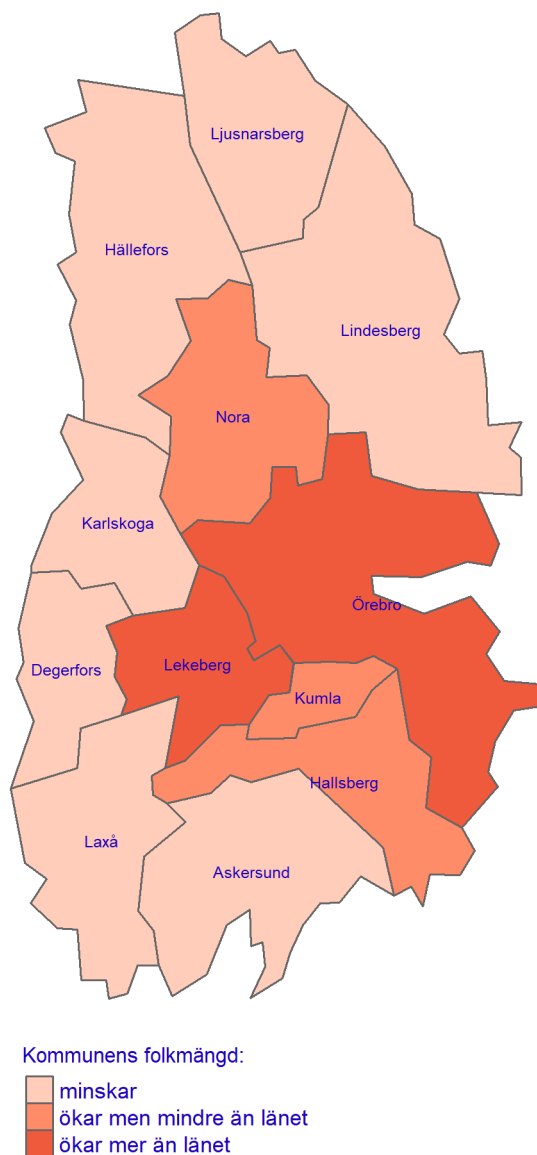 Ljusnarsberg
Hällefors
Lindesberg
Nora
Karlskoga
Örebro
Lekeberg
Degerfors
Kumla
Hallsberg
Laxå
Askersund
Kommunens folkmängd:
minskar
ökar men mindre än länet
ökar mer än länet